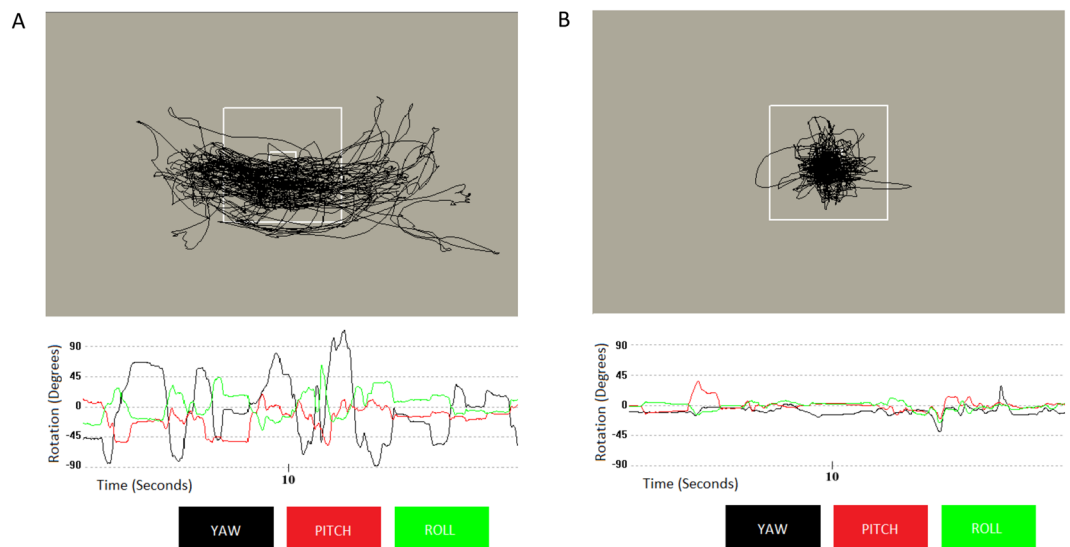 A
90
45
0
-45
-90
Rotation (Degrees)
Time (Seconds)
10
YAW
PITCH
ROLL
B
90
45
0
-45
-90
Rotation (Degrees)
Time (Seconds)
10
YAW
PITCH
ROLL